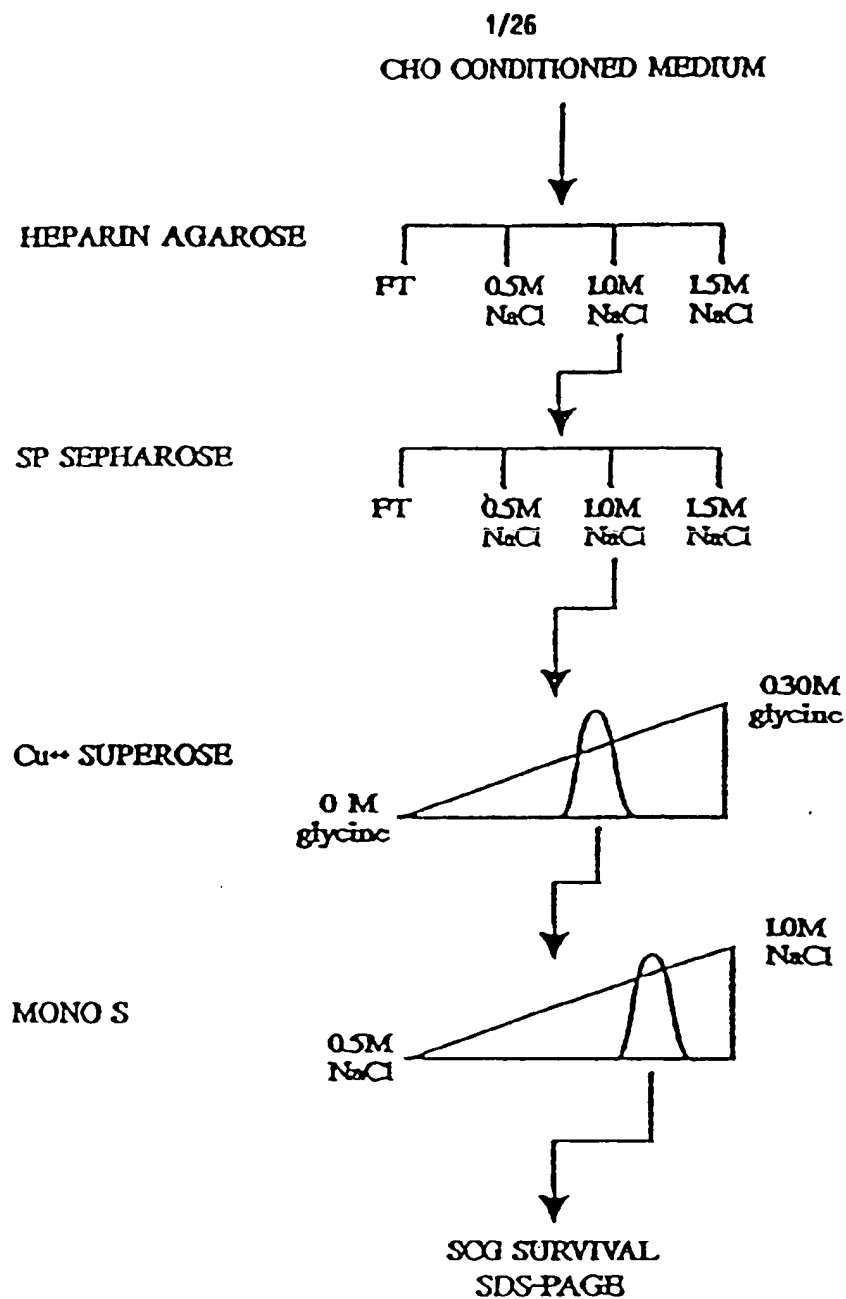 1/26
CHO CONDITIONED MEDIUM
HEPARIN AGAROSE
FT 0.5M 1.0M 1.5M
NaCl NaCl NaCl
SP SEPHAROSE
FT 0.5M 1.0M 1.5M
NaCl NaCl NaCl
0.30M
glycine
Cu++ SUPEROSE
0 M
glycine
1.0M
NaCl
MONO S
0.5M
NaCl
SCG SURVIVAL
SDS-PAGE